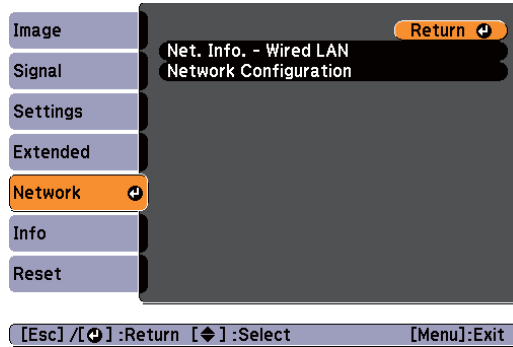 Image
Signal
Settings
Extended
Network
Info
Reset
Return
Net. Info. - Wired LAN
Network Configuration
[Esc] /[ ] :Return [ ] :Select [Menu]:Exit